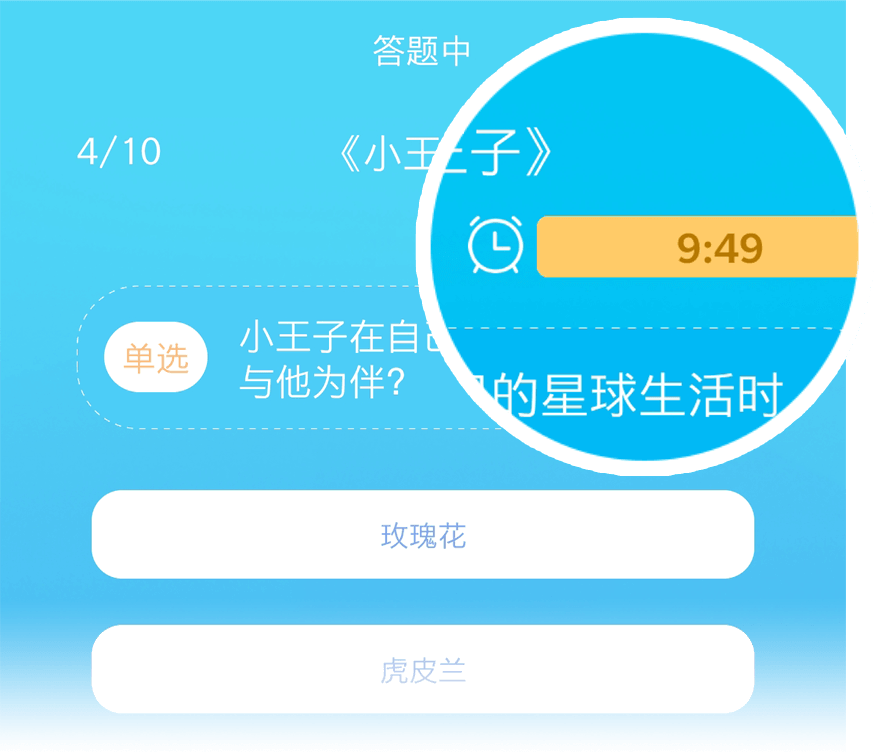 答题中
4/10
《小王子》
9:49
单选
小王子在自己的星球生活时
与他为伴?
玫瑰花
虎皮兰